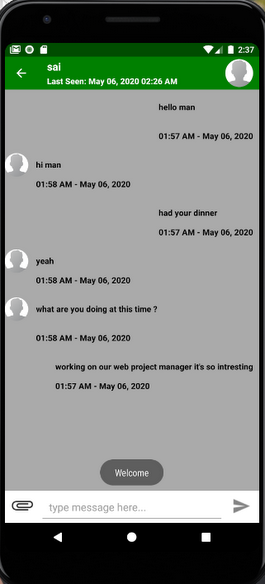 2:37
sai
Last Seen: May 06, 2020 02:26 AM
hello man
01:57 AM - May 06, 2020
hi man
01:58 AM - May 06, 2020
had your dinner
01:57 AM - May 06, 2020
yeah
01:58 AM - May 06, 2020
what are you doing at this time ?
01:58 AM - May 06, 2020
working on our web project manager it's so intresting
01:57 AM - May 06, 2020
Welcome
type message here...